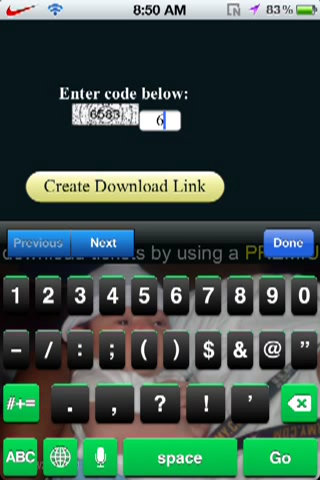 8:50 AM 83%
Enter code below:
6583 6
Create Download Link
Previous Next Done
download tickets by using a PREMIU
1 2 3 4 5 6 7 8 9 0
- / : ; ( ) $ & @ "
#+= . , ? ! '
ABC space Go